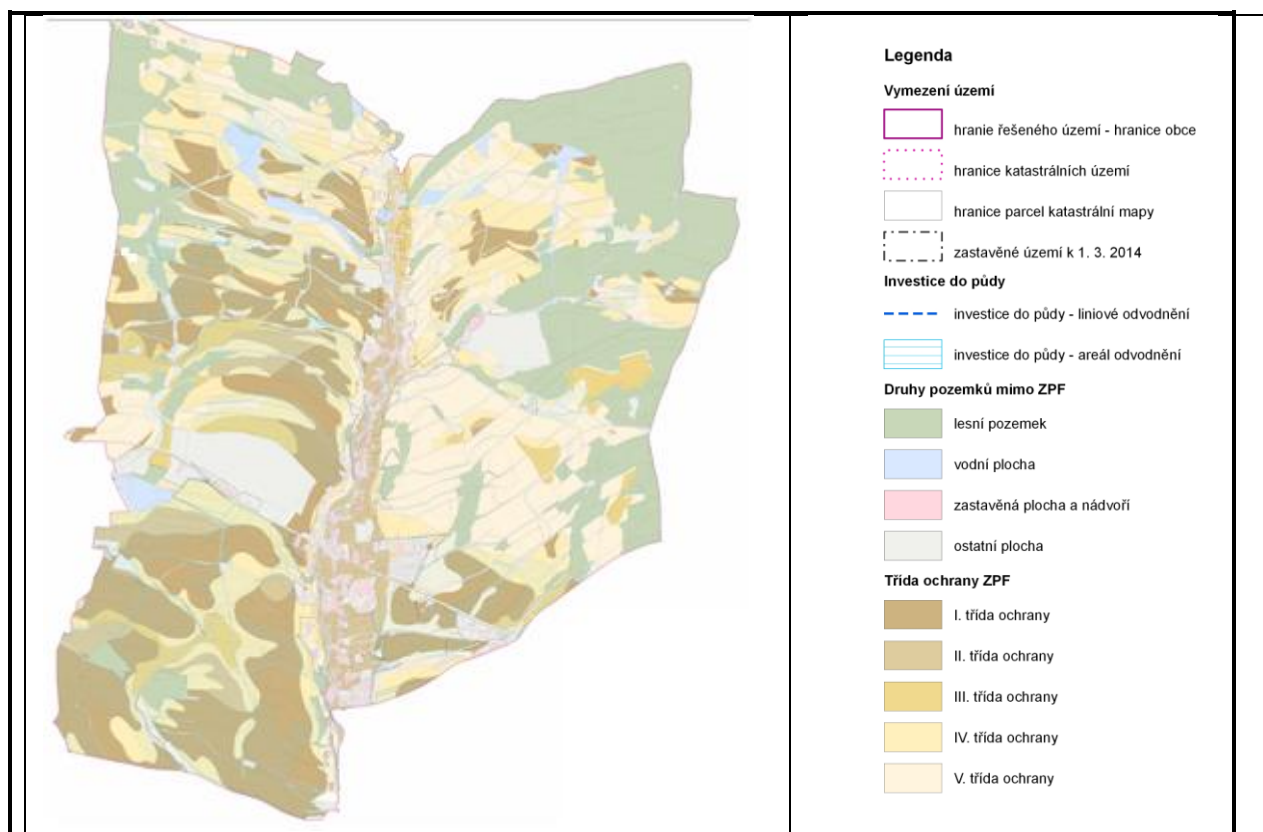 Legenda
Vymezení území
hranie řešeného území - hranice obce
hranice katastrálních území
hranice parcel katastrální mapy
zastavěné území k 1. 3. 2014
Investice do půdy
investice do půdy - liniové odvodnění
investice do půdy - areál odvodnění
Druhy pozemků mimo ZPF
lesní pozemek
vodní plocha
zastavěná plocha a nádvoří
ostatní plocha
Třída ochrany ZPF
I. třída ochrany
II. třída ochrany
III. třída ochrany
IV. třída ochrany
V. třída ochrany